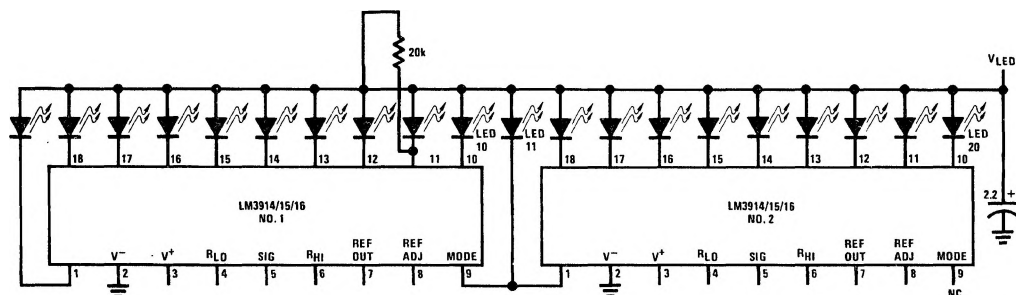 20k
V LED
LED 10
LED 11
LED 20
18 17 16 15 14 13 12 11 10
18 17 16 15 14 13 12 11 10
2.2 +
LM3914/15/16
NO. 1
LM3914/15/16
NO. 2
V− V+ RLO SIG RHI REF OUT REF ADJ MODE
V− V+ RLO SIG RHI REF OUT REF ADJ MODE
1 2 3 4 5 6 7 8 9
1 2 3 4 5 6 7 8 9
NC